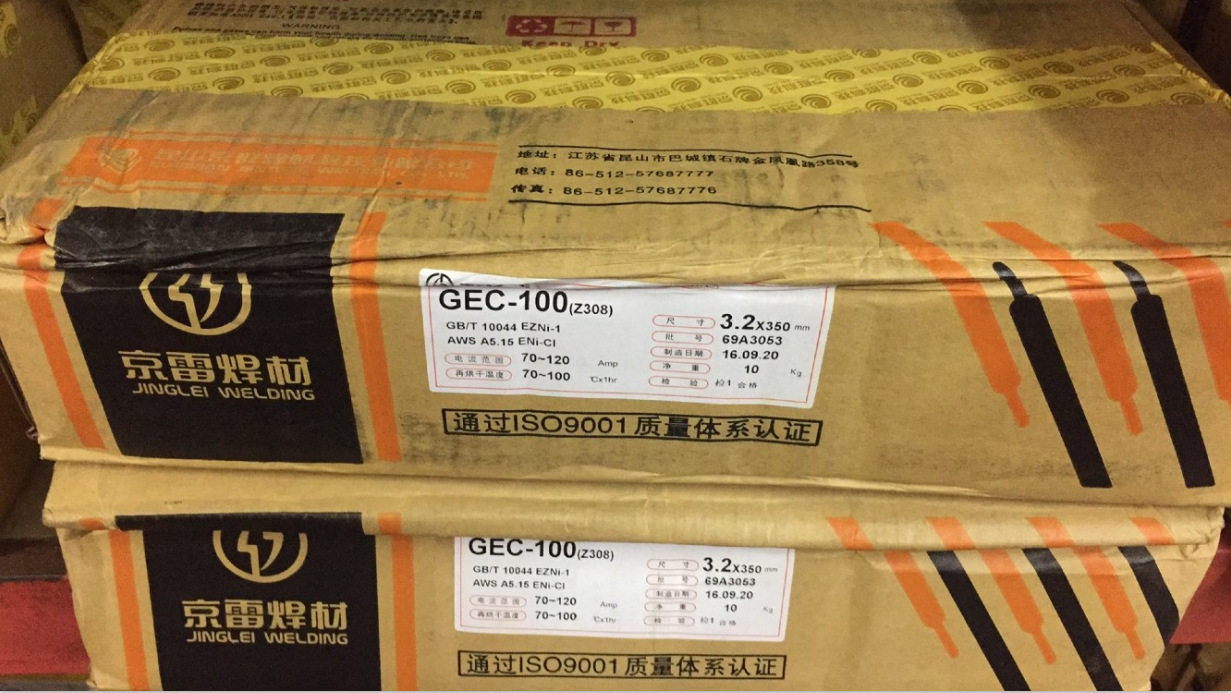 WARNING
Keep Dry
地址：江苏省昆山市巴城镇石牌金凤凰路358号
电话：86-512-57687777
传真：86-512-57687776
京雷焊材
JINGLEI WELDING
GEC-100(Z308)
GB/T 10044 EZNi-1
AWS A5.15 ENi-CI
电流范围 70~120 Amp
再烘干温度 70~100 ℃x1hr
尺寸 3.2x350 mm
批号 69A3053
制造日期 16.09.20
净重 10 Kg
检验 检1 合格
通过ISO9001质量体系认证
京雷焊材
JINGLEI WELDING
GEC-100(Z308)
GB/T 10044 EZNi-1
AWS A5.15 ENi-CI
电流范围 70~120 Amp
再烘干温度 70~100 ℃x1hr
尺寸 3.2x350 mm
批号 69A3053
制造日期 16.09.20
净重 10 Kg
检验 检1 合格
通过ISO9001质量体系认证